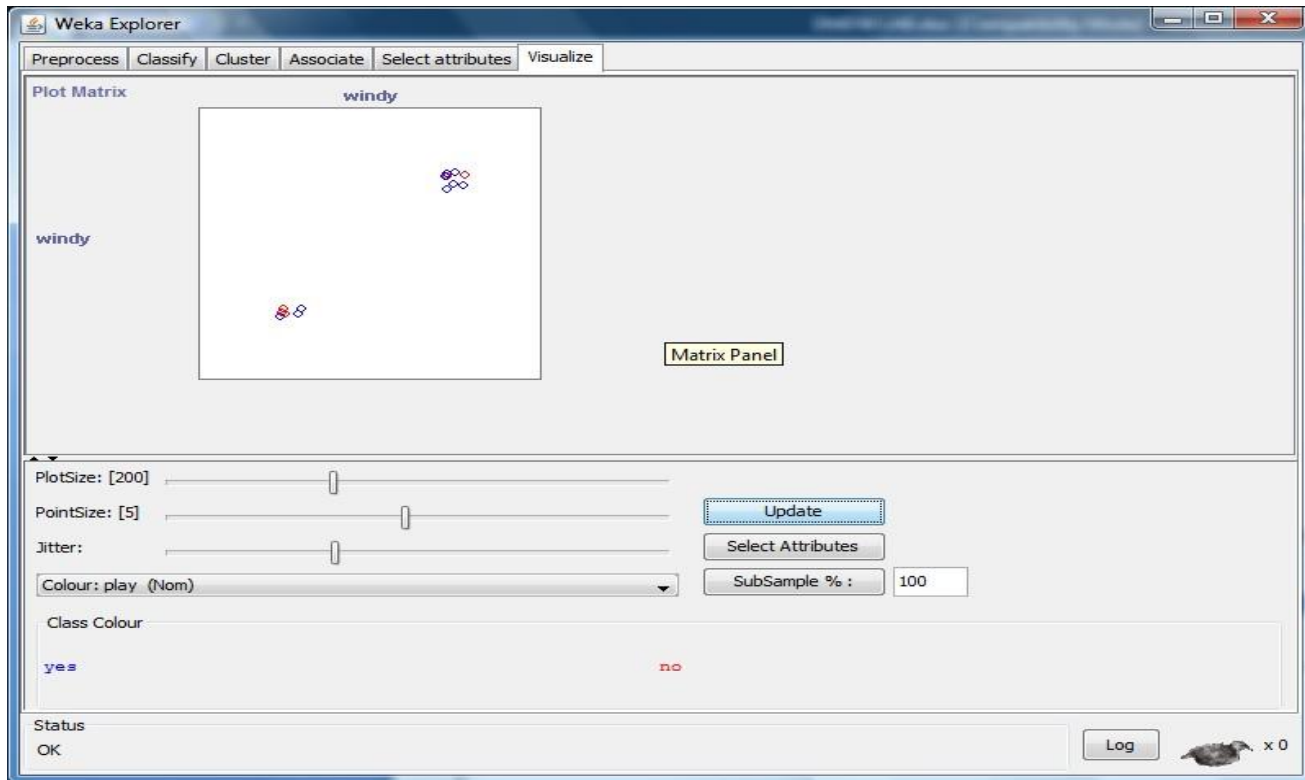 Weka Explorer
Preprocess Classify Cluster Associate Select attributes Visualize
Plot Matrix
windy
windy
Matrix Panel
PlotSize: [200]
PointSize: [5]
Update
Jitter:
Select Attributes
Colour: play (Nom)
SubSample % :
100
Class Colour
yes
no
Status
OK
Log
x 0